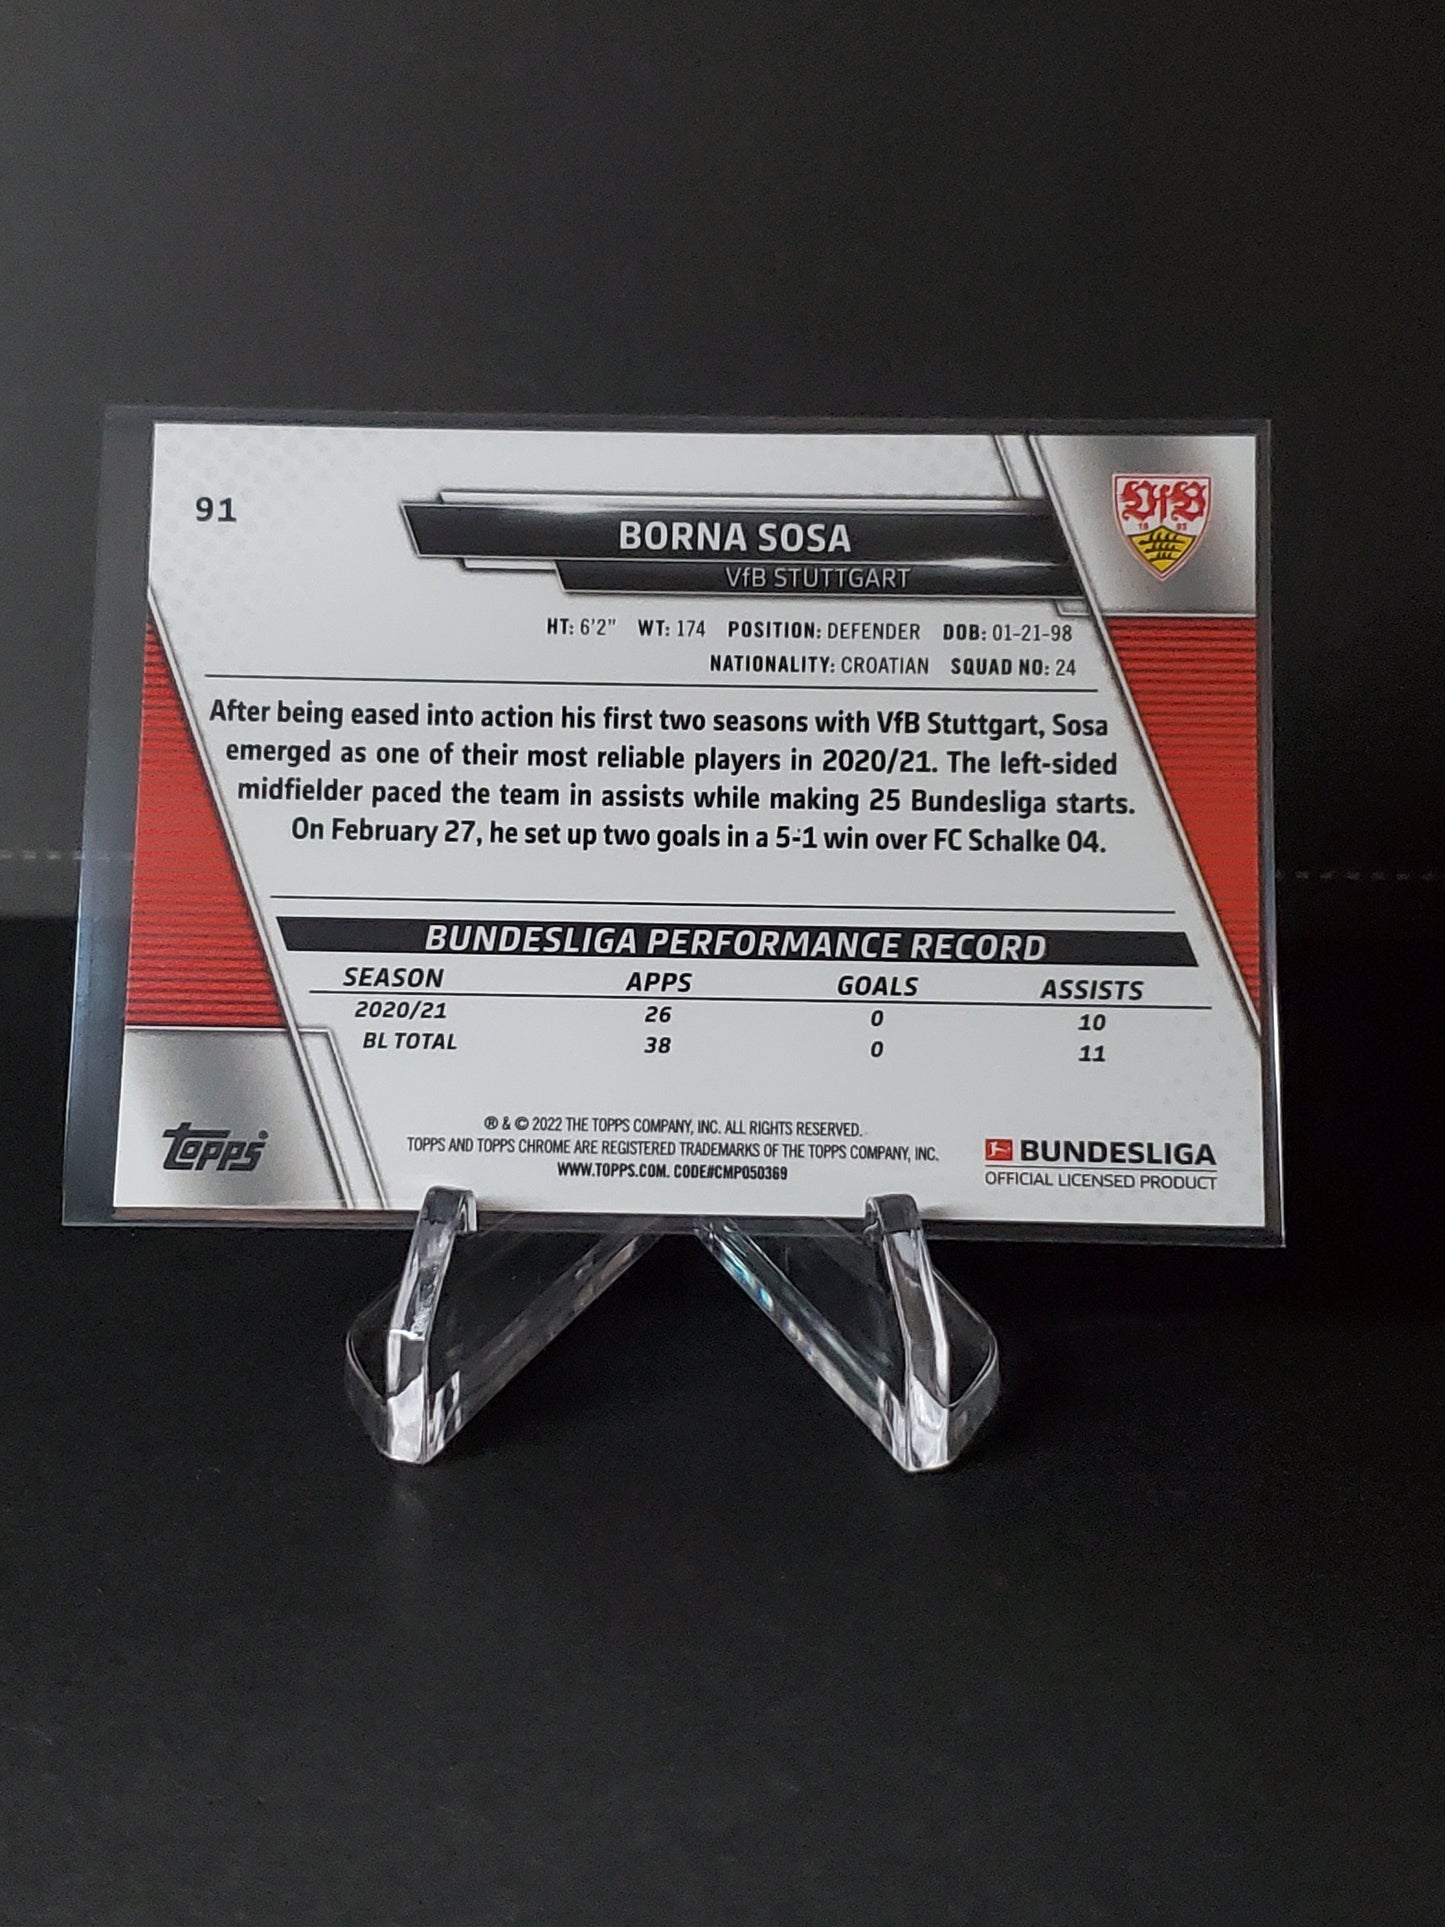 91
BORNA SOSA
VfB STUTTGART
VfB
18 93
HT: 6'2" WT: 174 POSITION: DEFENDER DOB: 01-21-98
NATIONALITY: CROATIAN SQUAD NO: 24
After being eased into action his first two seasons with VfB Stuttgart, Sosa
emerged as one of their most reliable players in 2020/21. The left-sided
midfielder paced the team in assists while making 25 Bundesliga starts.
On February 27, he set up two goals in a 5-1 win over FC Schalke 04.
BUNDESLIGA PERFORMANCE RECORD
SEASON APPS GOALS ASSISTS
2020/21 26 0 10
BL TOTAL 38 0 11
® & © 2022 THE TOPPS COMPANY, INC. ALL RIGHTS RESERVED.
TOPPS AND TOPPS CHROME ARE REGISTERED TRADEMARKS OF THE TOPPS COMPANY, INC.
WWW.TOPPS.COM. CODE#CMP050369
topps
BUNDESLIGA
OFFICIAL LICENSED PRODUCT